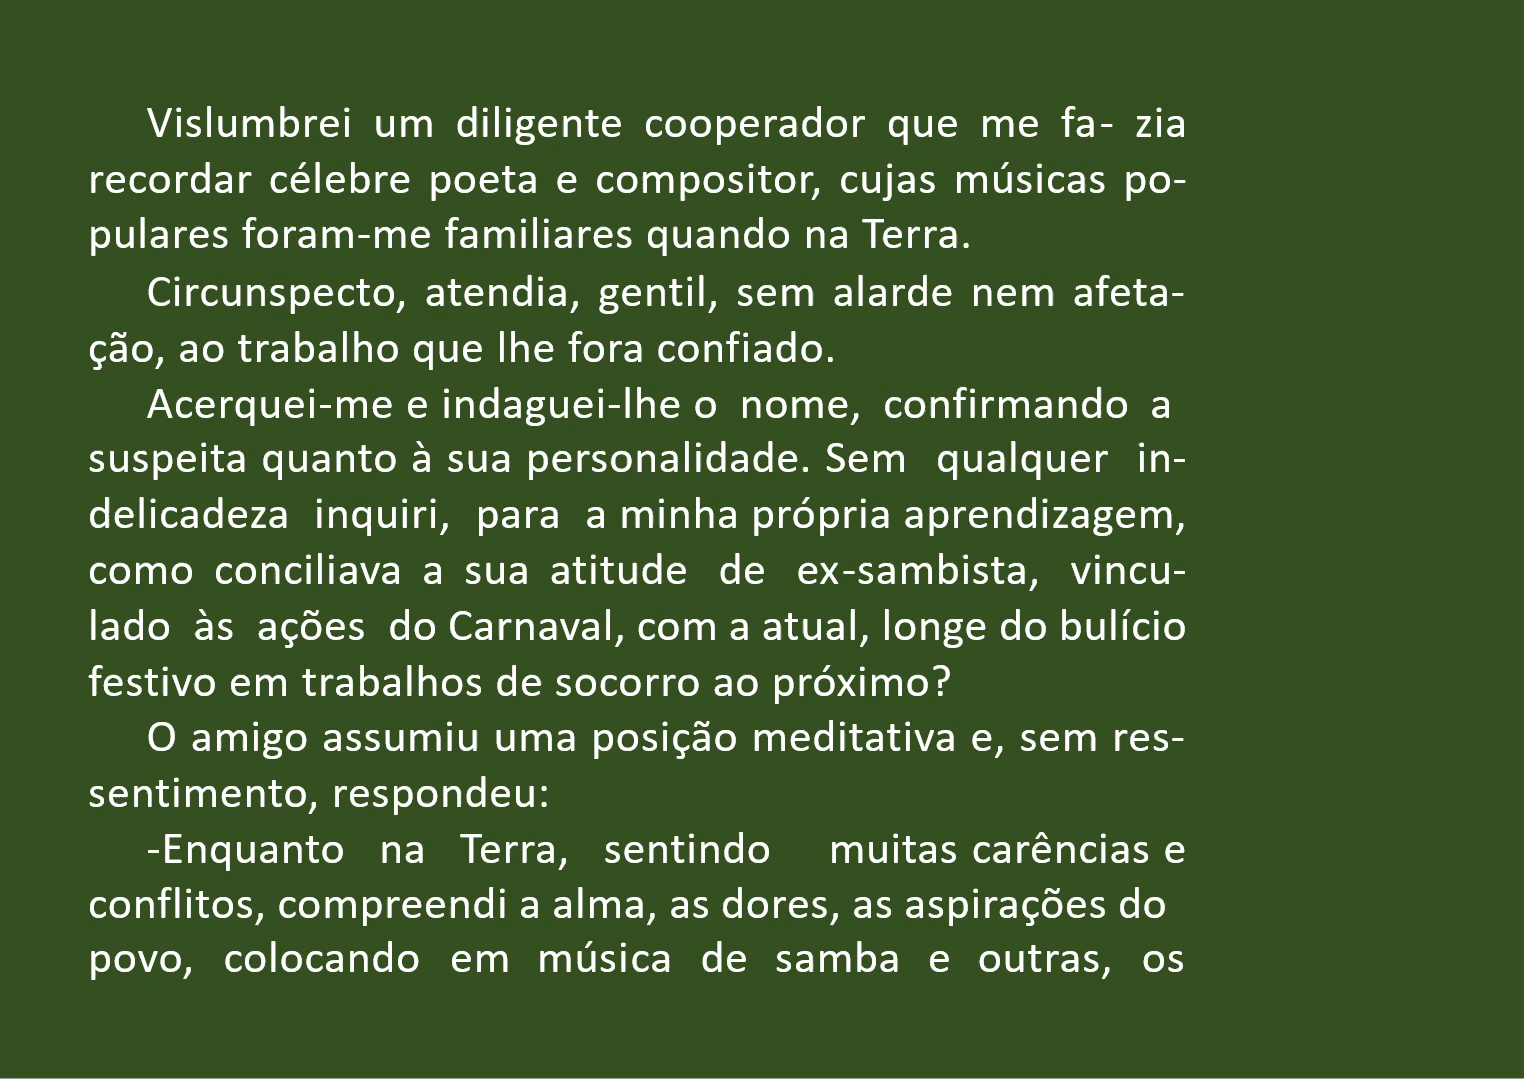 Vislumbrei um diligente cooperador que me fa- zia
recordar célebre poeta e compositor, cujas músicas po-
pulares foram-me familiares quando na Terra.
Circunspecto, atendia, gentil, sem alarde nem afeta-
ção, ao trabalho que lhe fora confiado.
Acerquei-me e indaguei-lhe o nome, confirmando a
suspeita quanto à sua personalidade. Sem qualquer in-
delicadeza inquiri, para a minha própria aprendizagem,
como conciliava a sua atitude de ex-sambista, vincu-
lado às ações do Carnaval, com a atual, longe do bulício
festivo em trabalhos de socorro ao próximo?
O amigo assumiu uma posição meditativa e, sem res-
sentimento, respondeu:
-Enquanto na Terra, sentindo muitas carências e
conflitos, compreendi a alma, as dores, as aspirações do
povo, colocando em música de samba e outras, os